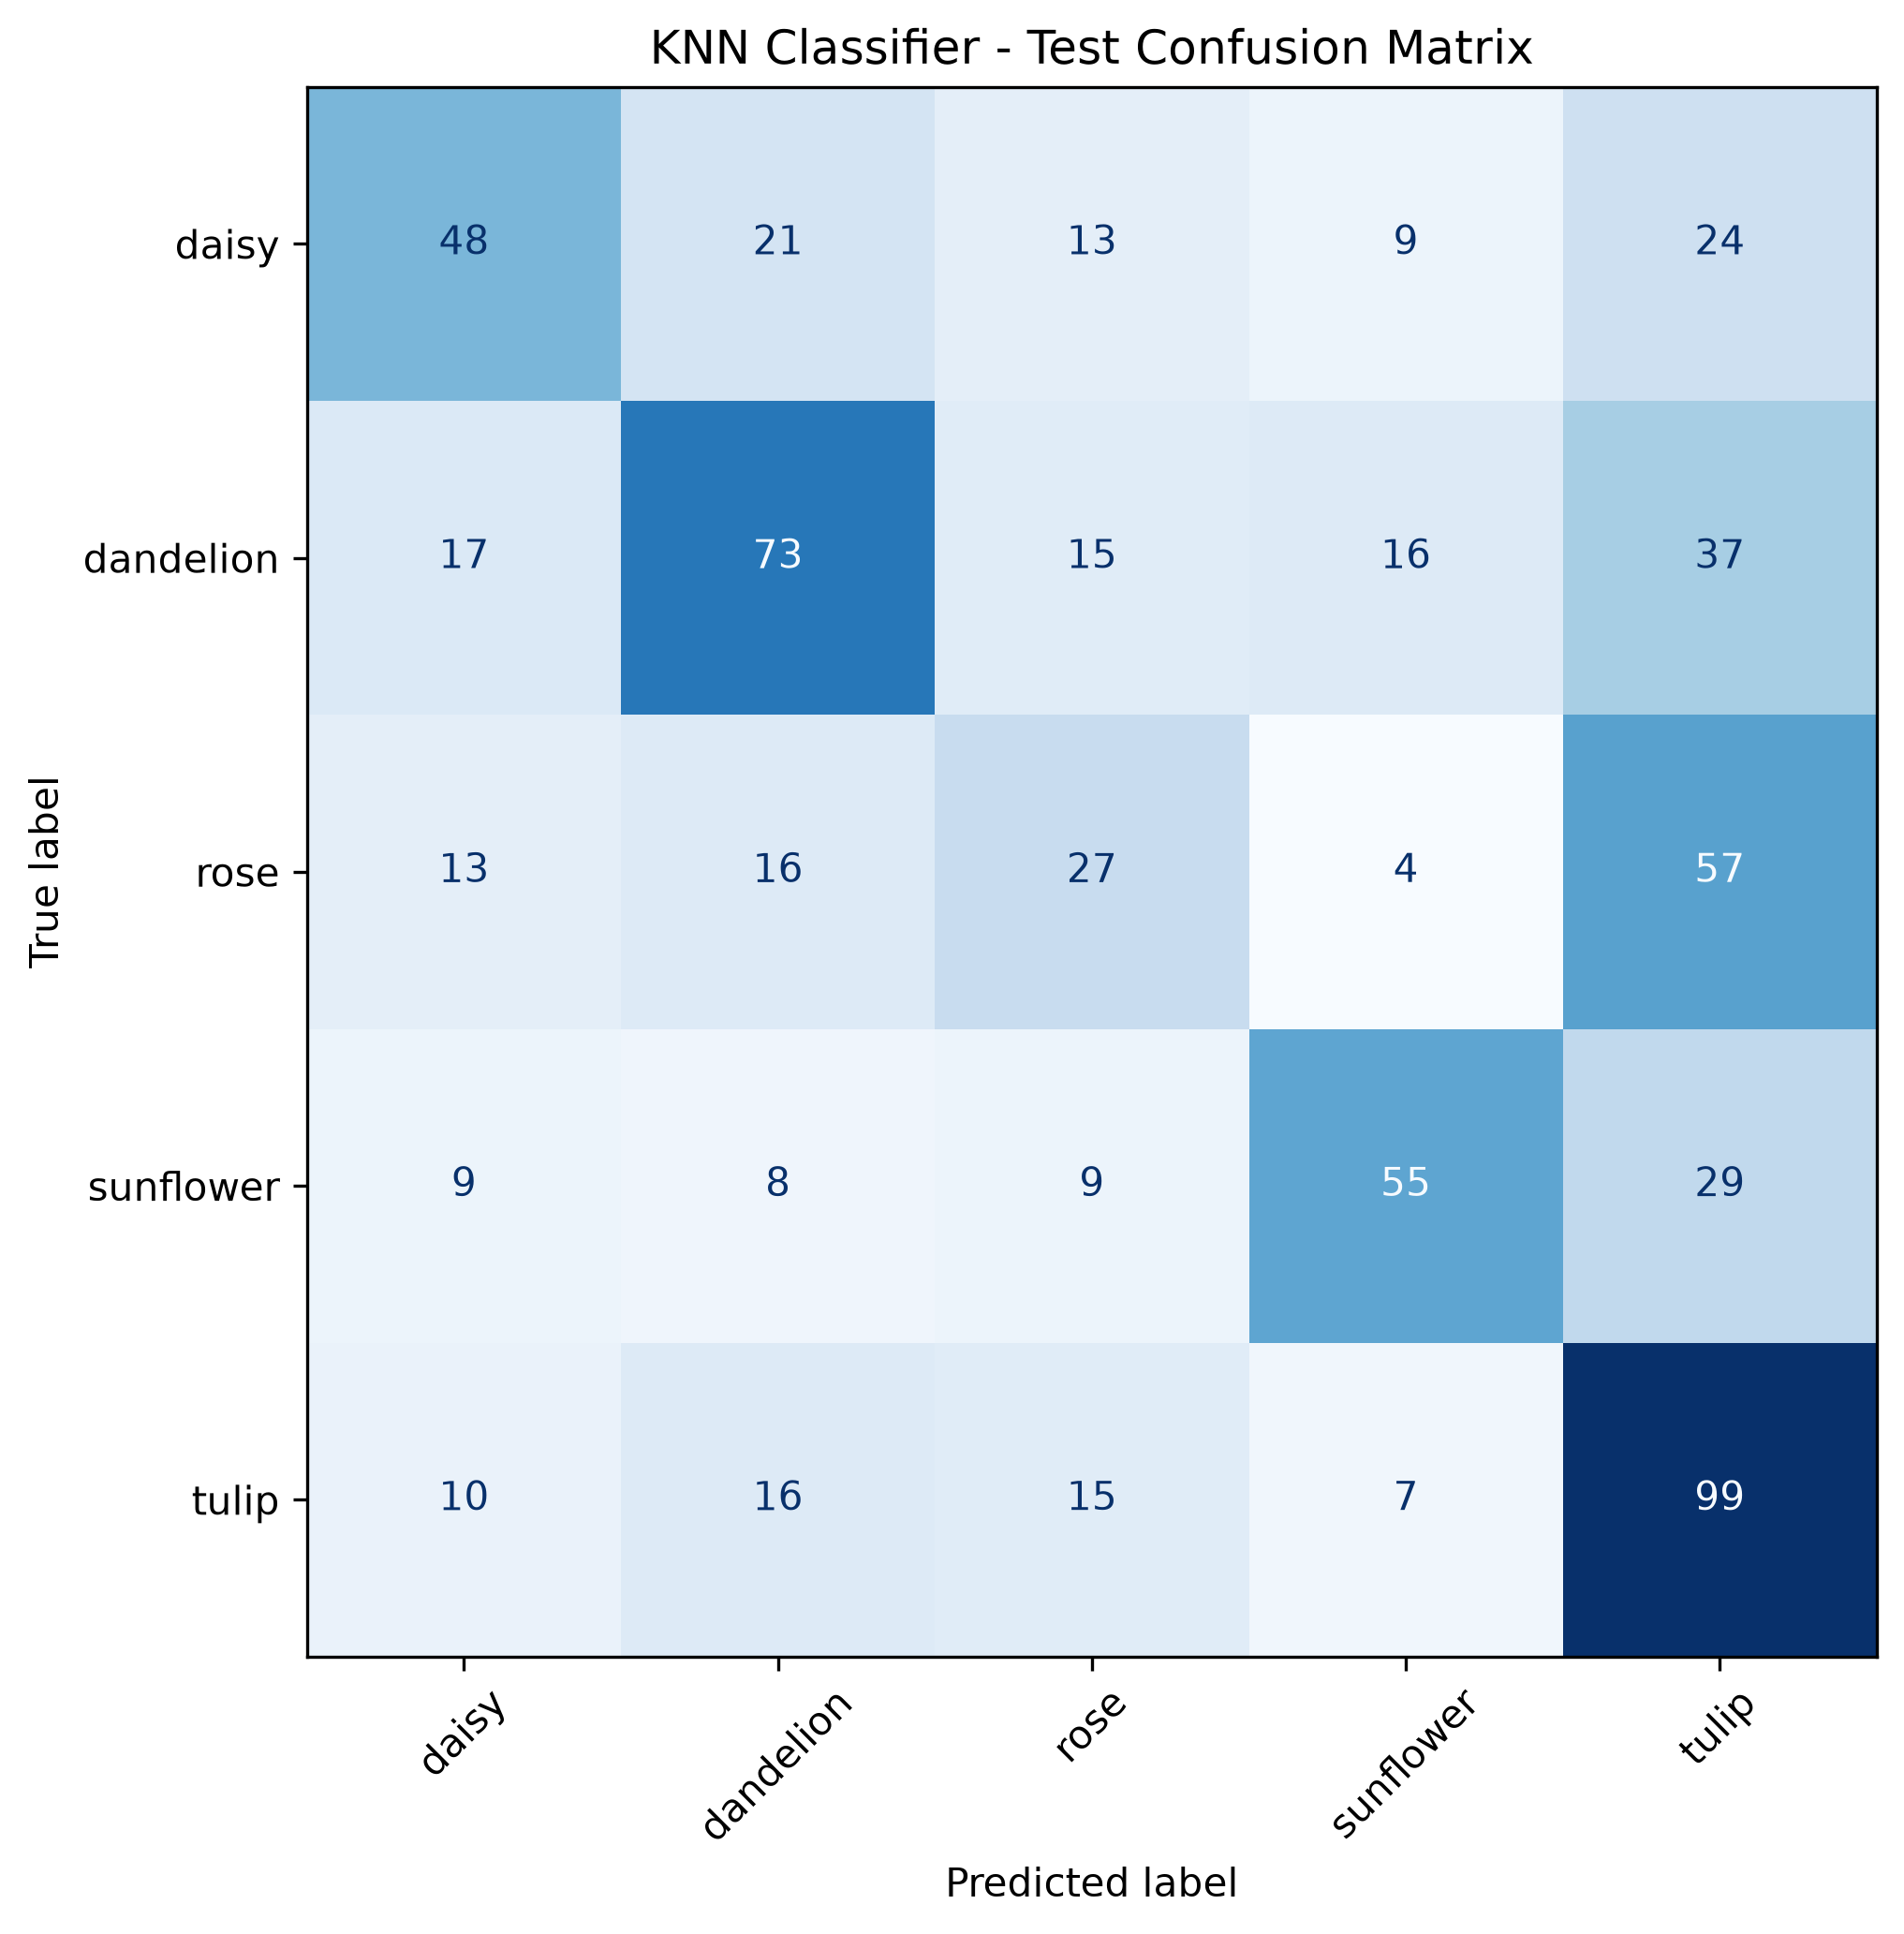 KNN Classifier - Test Confusion Matrix
daisy 48 21 13 9 24
dandelion 17 73 15 16 37
rose 13 16 27 4 57
sunflower 9 8 9 55 29
tulip 10 16 15 7 99
True label
daisy dandelion rose sunflower tulip
Predicted label